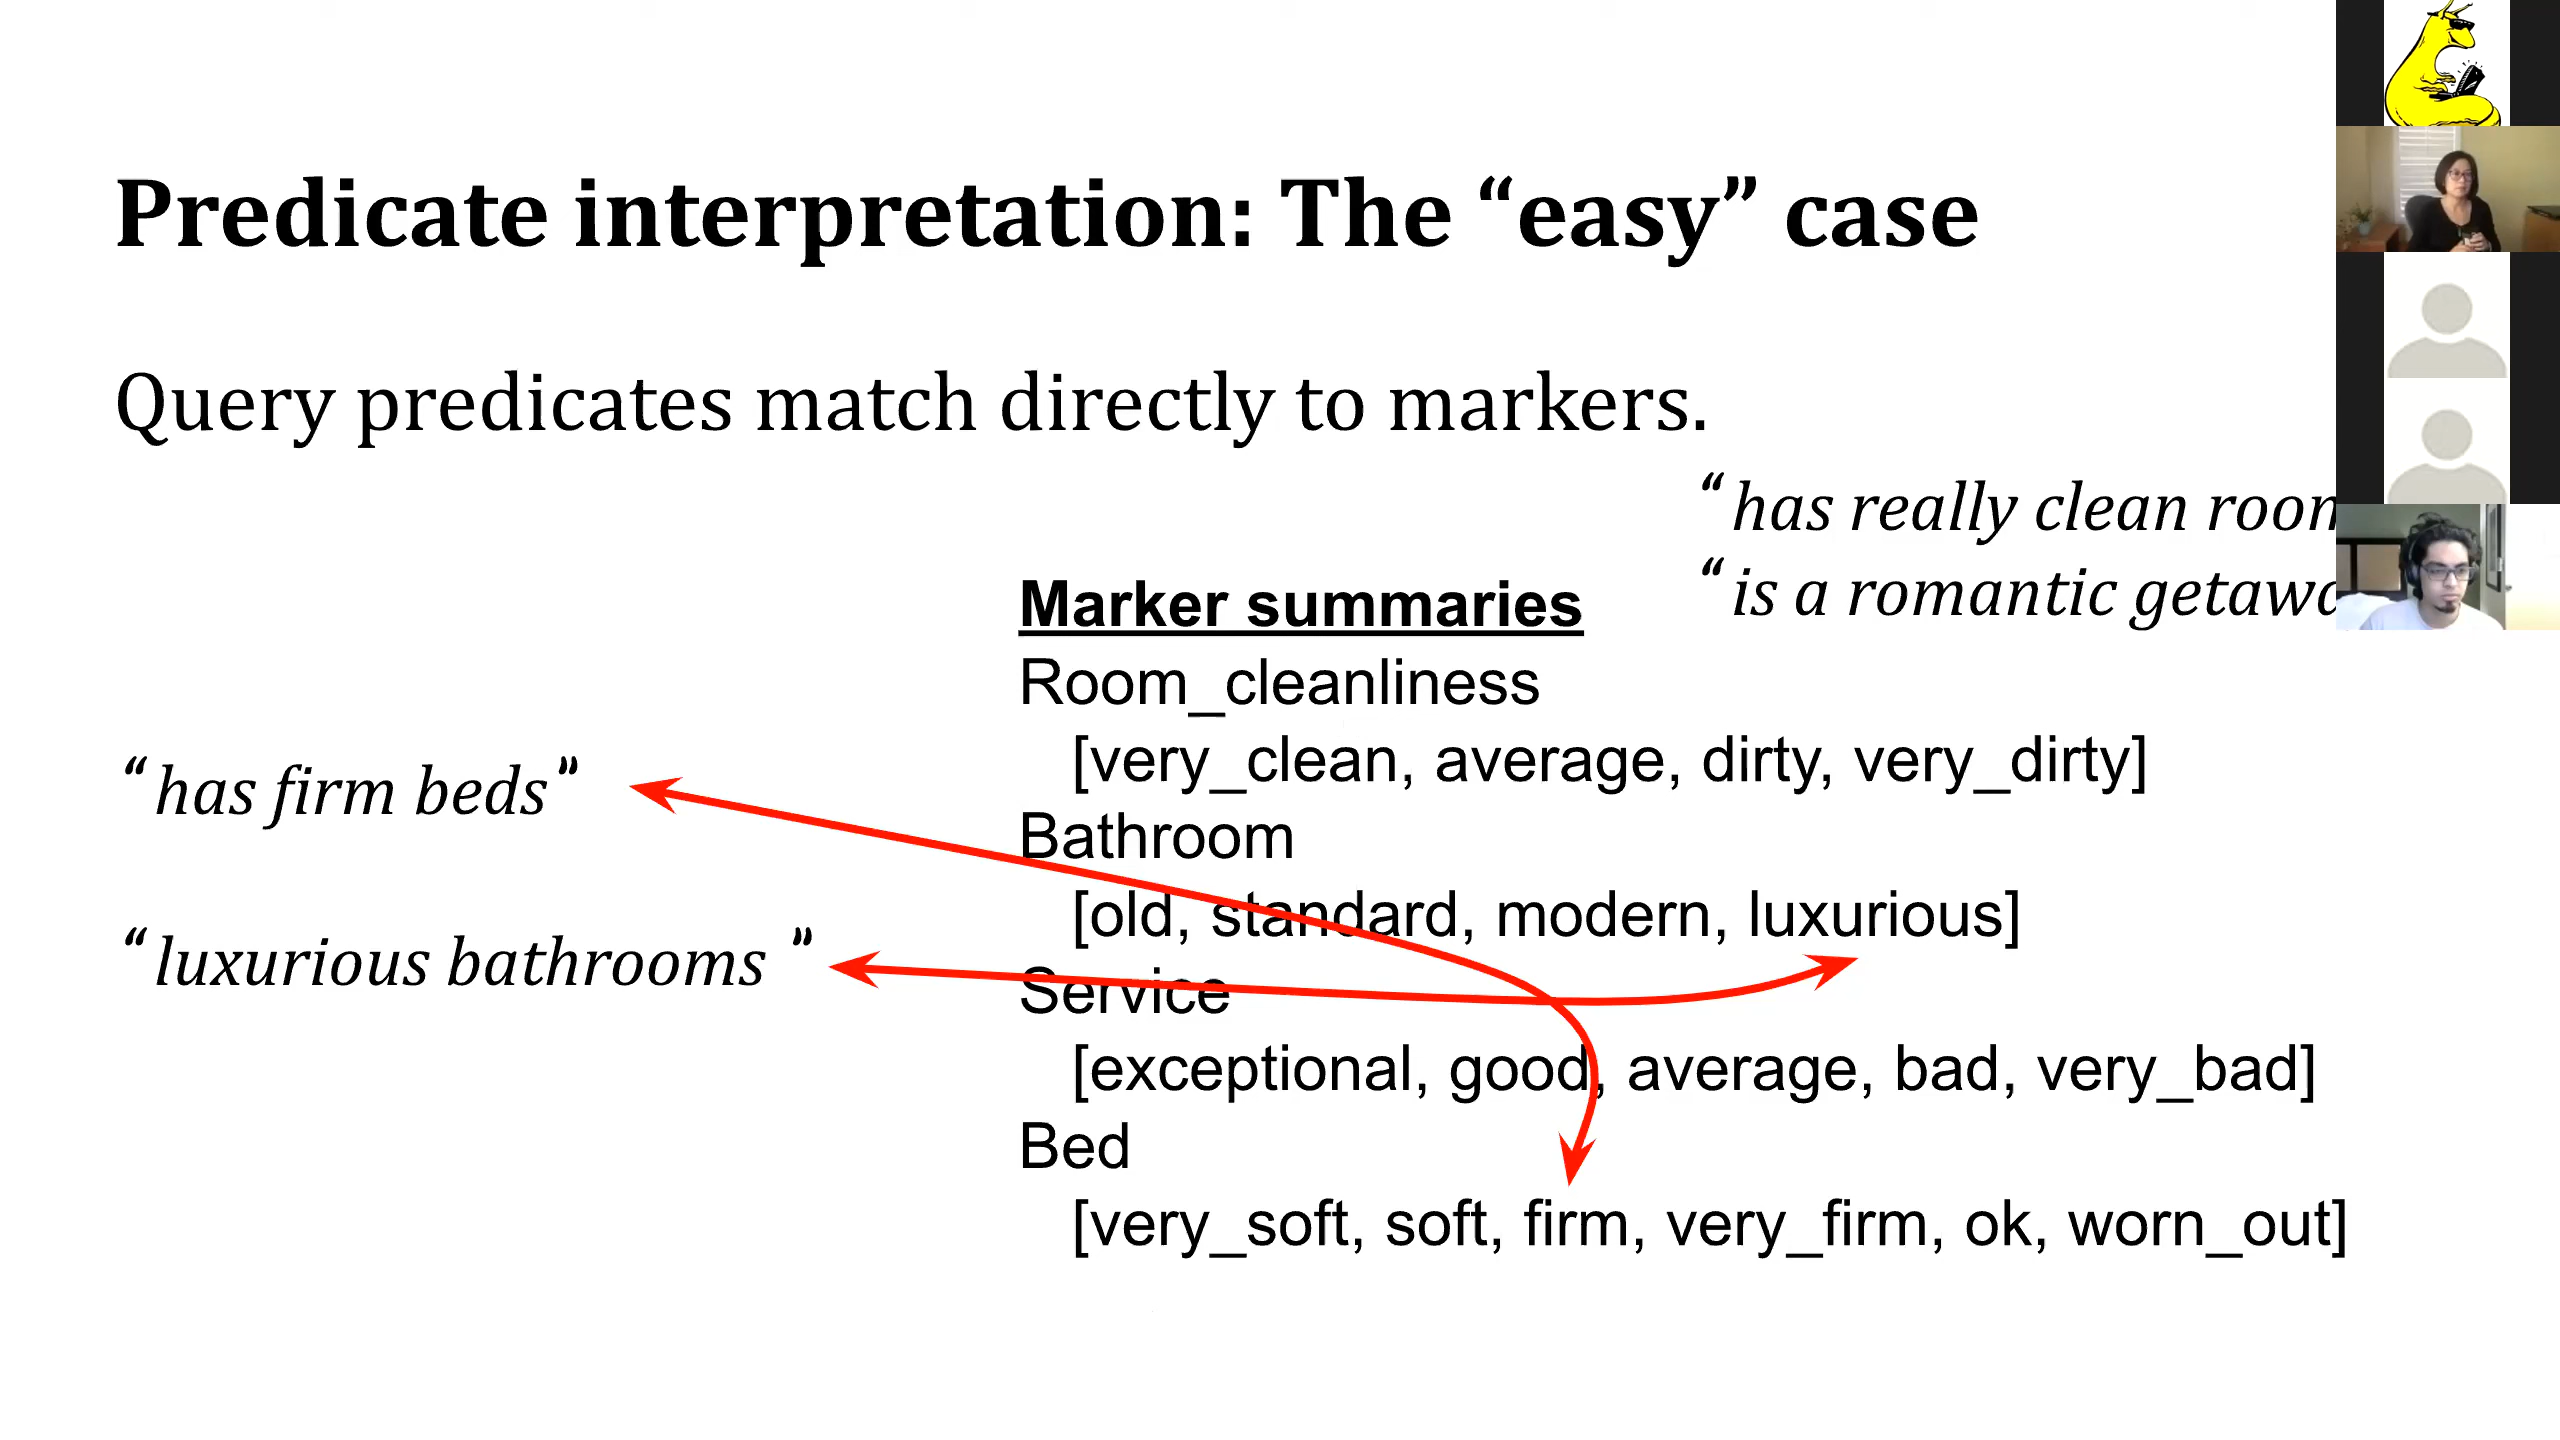 Predicate interpretation: The “easy” case
Query predicates match directly to markers.
“has really clean
“is a romantic
Marker summaries
Room_cleanliness
[very_clean, average, dirty, very_dirty]
“has firm beds”
Bathroom
[old, standard, modern, luxurious]
“luxurious bathrooms ”
Service
[exceptional, good, average, bad, very_bad]
Bed
[very_soft, soft, firm, very_firm, ok, worn_out]